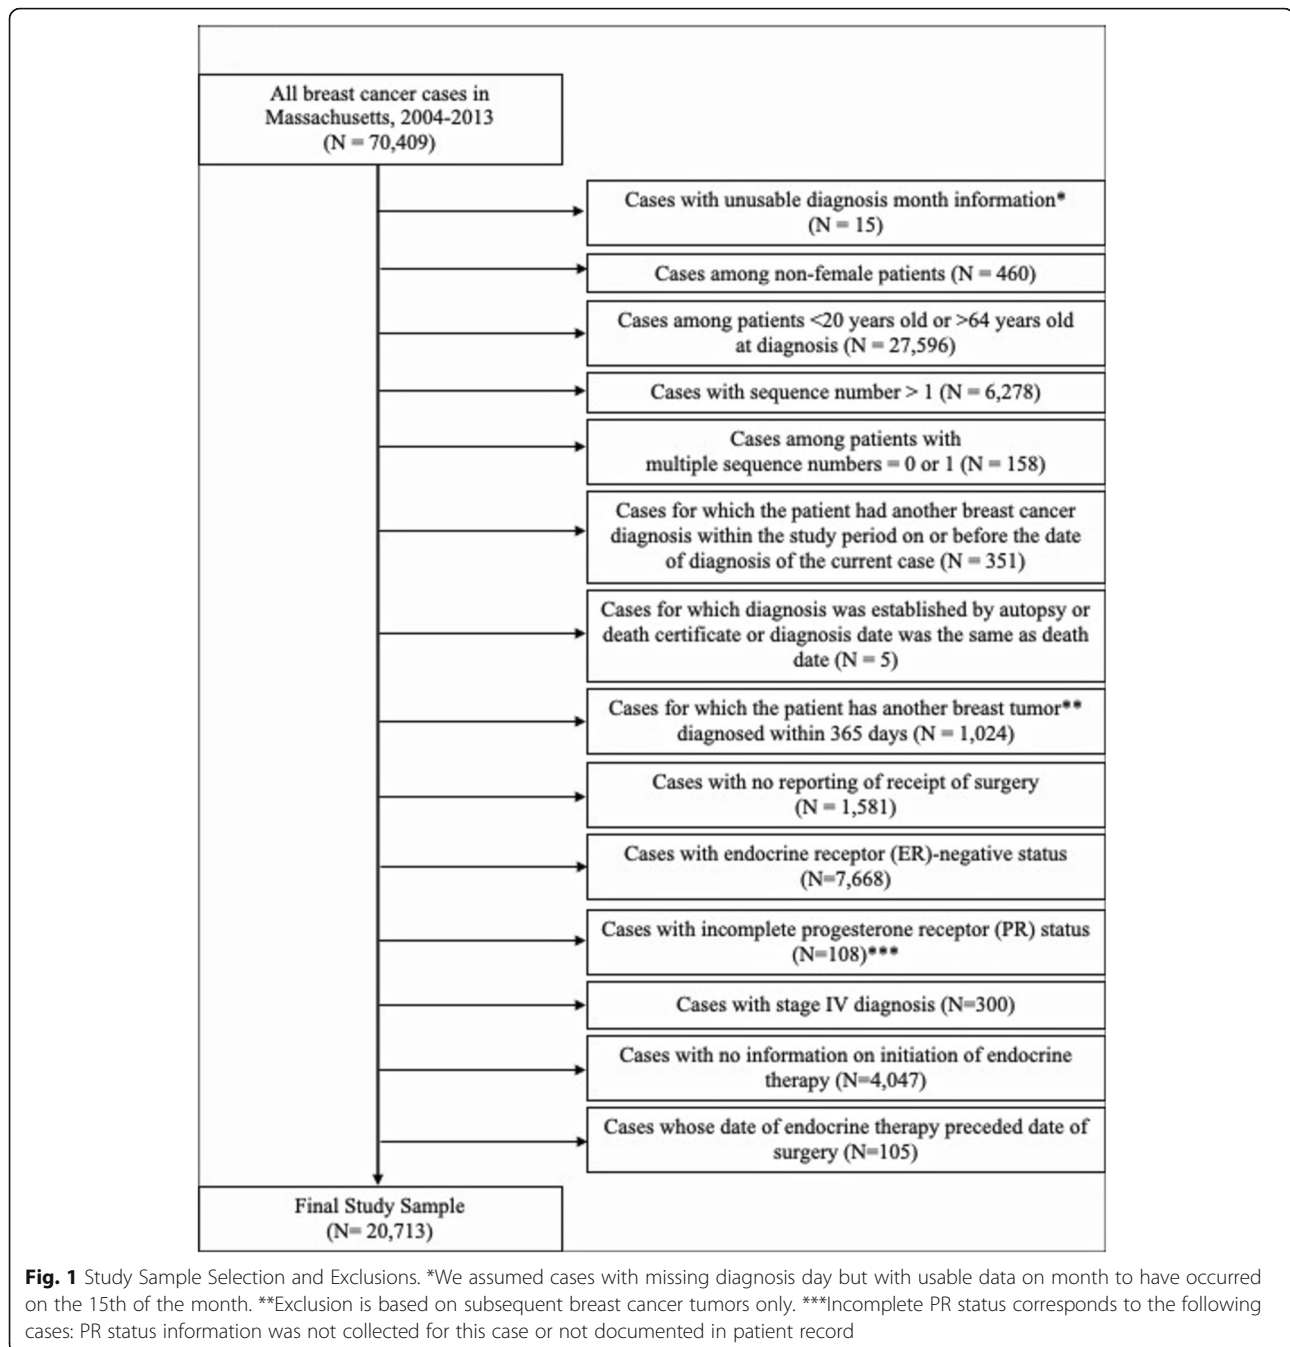 All breast cancer cases in
Massachusetts, 2004-2013
(N = 70,409)
Cases with unusable diagnosis month information*
(N = 15)
Cases among non-female patients (N = 460)
Cases among patients <20 years old or >64 years old
at diagnosis (N = 27,596)
Cases with sequence number > 1 (N = 6,278)
Cases among patients with
multiple sequence numbers = 0 or 1 (N = 158)
Cases for which the patient had another breast cancer
diagnosis within the study period on or before the date
of diagnosis of the current case (N = 351)
Cases for which diagnosis was established by autopsy or
death certificate or diagnosis date was the same as death
date (N = 5)
Cases for which the patient has another breast tumor**
diagnosed within 365 days (N = 1,024)
Cases with no reporting of receipt of surgery
(N = 1,581)
Cases with endocrine receptor (ER)-negative status
(N=7,668)
Cases with incomplete progesterone receptor (PR) status
(N=108)***
Cases with stage IV diagnosis (N=300)
Cases with no information on initiation of endocrine
therapy (N=4,047)
Cases whose date of endocrine therapy preceded date of
surgery (N=105)
Final Study Sample
(N= 20,713)
Fig. 1 Study Sample Selection and Exclusions. *We assumed cases with missing diagnosis day but with usable data on month to have occurred
on the 15th of the month. **Exclusion is based on subsequent breast cancer tumors only. ***Incomplete PR status corresponds to the following
cases: PR status information was not collected for this case or not documented in patient record